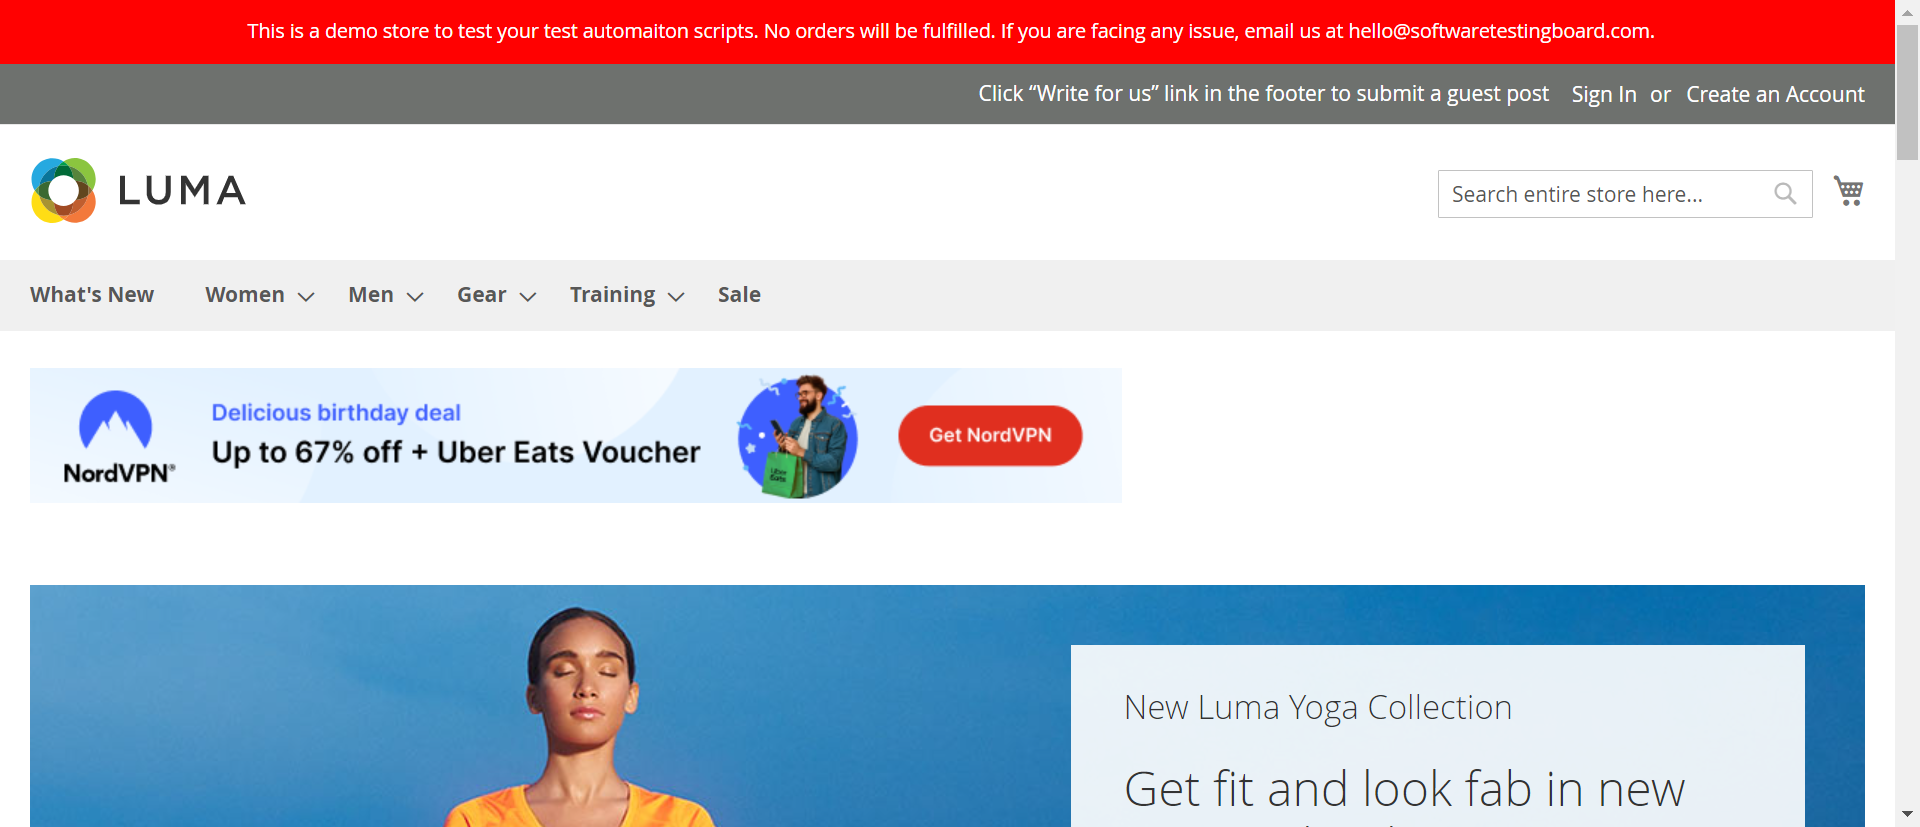 This is a demo store to test your test automaiton scripts. No orders will be fulfilled. If you are facing any issue, email us at hello@softwaretestingboard.com.
Click “Write for us” link in the footer to submit a guest post Sign In or Create an Account
LUMA
Search entire store here...
What's New Women Men Gear Training Sale
Delicious birthday deal
Up to 67% off + Uber Eats Voucher
NordVPN®
Uber Eats
Get NordVPN
New Luma Yoga Collection
Get fit and look fab in new